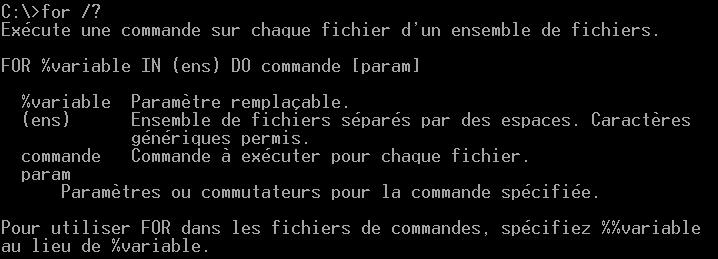 C:\>for /?
Exécute une commande sur chaque fichier d'un ensemble de fichiers.
FOR %variable IN (ens) DO commande [param]
%variable Paramètre remplaçable.
(ens) Ensemble de fichiers séparés par des espaces. Caractères
génériques permis.
commande Commande à exécuter pour chaque fichier.
param
Paramètres ou commutateurs pour la commande spécifiée.
Pour utiliser FOR dans les fichiers de commandes, spécifiez %%variable
au lieu de %variable.